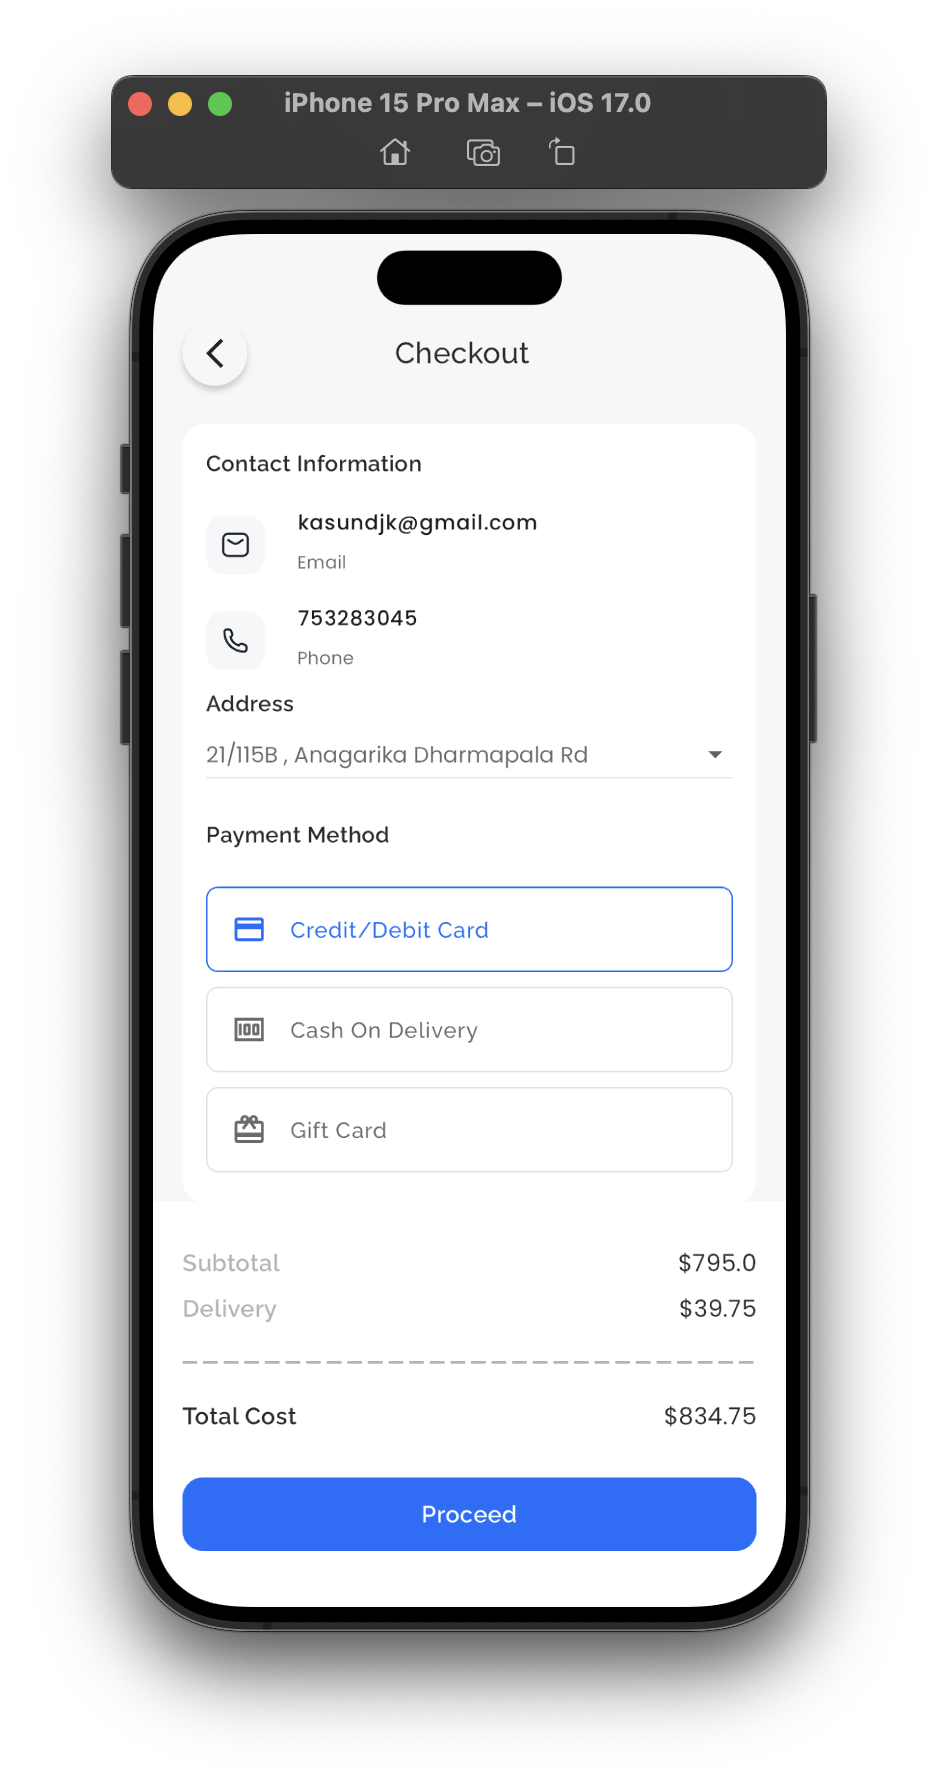 iPhone 15 Pro Max – iOS 17.0
Checkout
Contact Information
kasundjk@gmail.com
Email
753283045
Phone
Address
21/115B , Anagarika Dharmapala Rd
Payment Method
Credit/Debit Card
100 Cash On Delivery
Gift Card
Subtotal $795.0
Delivery $39.75
Total Cost $834.75
Proceed